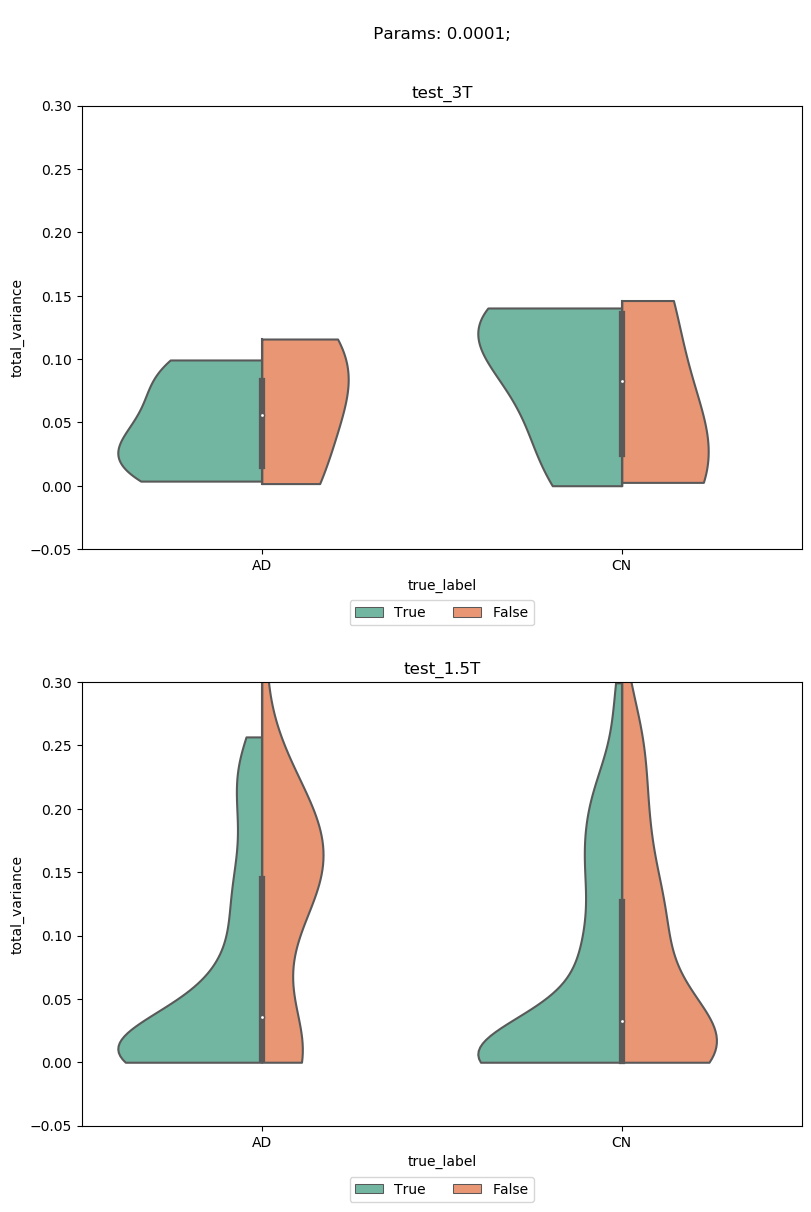 Params: 0.0001;
test_3T
0.30
0.25
0.20
0.15
0.10
0.05
0.00
−0.05
total_variance
AD CN
true_label
True False
test_1.5T
0.30
0.25
0.20
0.15
0.10
0.05
0.00
−0.05
total_variance
AD CN
true_label
True False